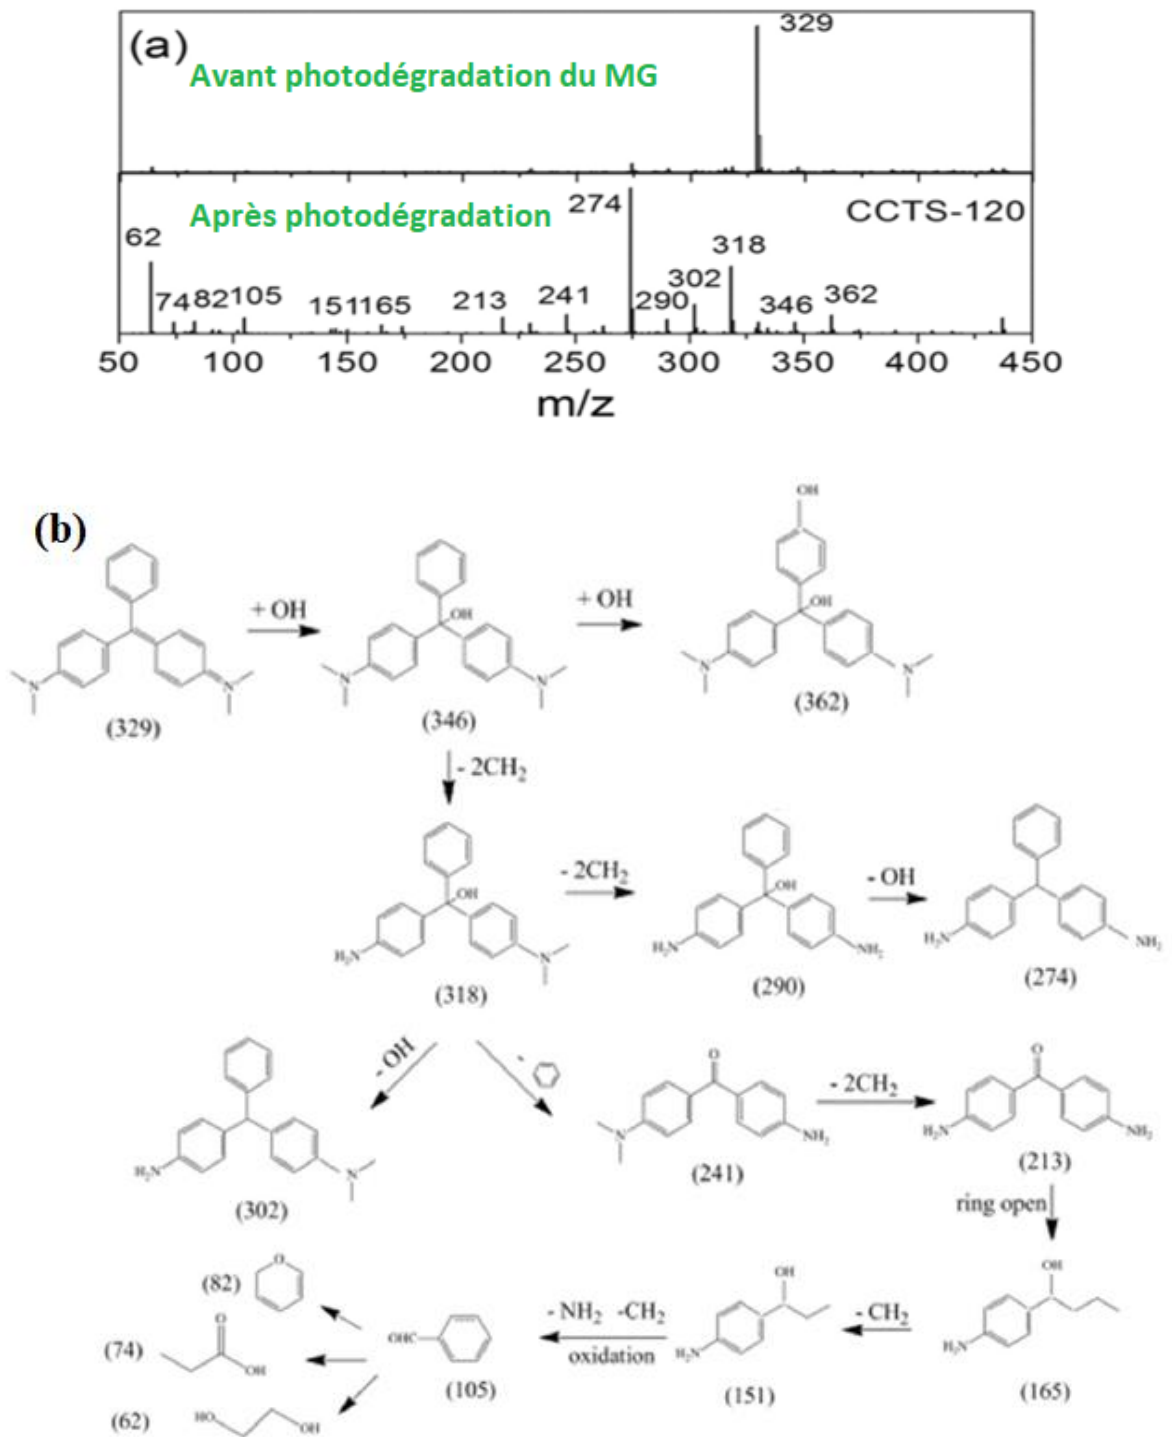 (a)
329
Avant photodégradation du MG
Après photodégradation
CCTS-120
62
74
82
105
151
165
213
241
274
290
302
318
346
362
50 100 150 200 250 300 350 400 450
m/z
(b)
OH
+ OH
+ OH
OH
OH
N
N
N
N
N
N
(329)
(346)
(362)
- 2CH2
OH
- 2CH2
OH
- OH
H2N
N
H2N
NH2
H2N
NH2
(318)
(290)
(274)
- OH
-
O
- 2CH2
O
H2N
N
N
NH2
H2N
NH2
(302)
(241)
(213)
ring open
OH
OH
O
(82)
- NH2 -CH2
- CH2
O
OHC
oxidation
H2N
H2N
(74)
OH
(105)
(151)
(165)
(62)
HO
OH